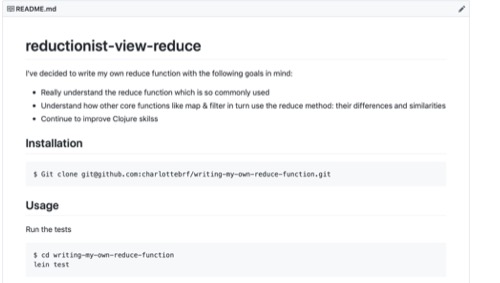 README.md
reductionist-view-reduce
I've decided to write my own reduce function with the following goals in mind:
Really understand the reduce function which is so commonly used
Understand how other core functions like map & filter in turn use the reduce method: their differences and similarities
Continue to improve Clojure skilss
Installation
$ Git clone git@github.com:charlottebrf/writing-my-own-reduce-function.git
Usage
Run the tests
$ cd writing-my-own-reduce-function
lein test